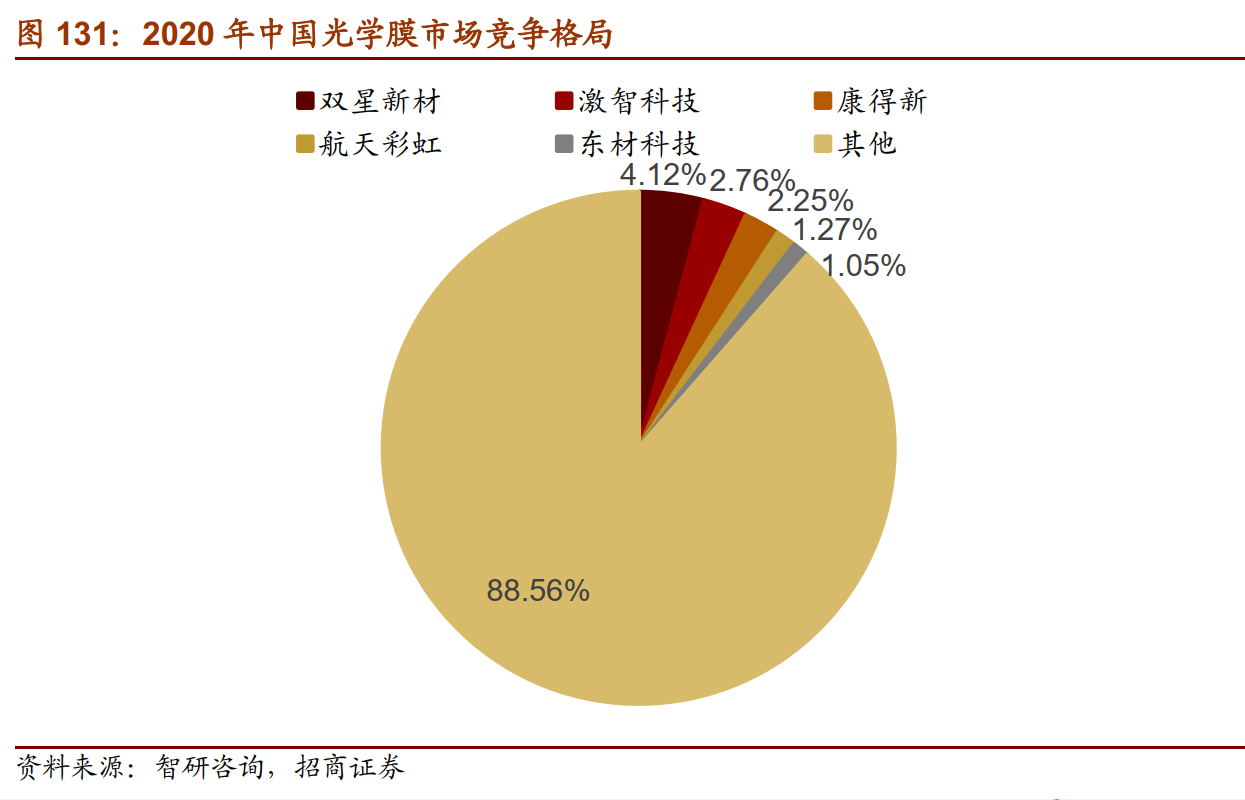 图 131：2020 年中国光学膜市场竞争格局
双星新材 激智科技 康得新
航天彩虹 东材科技 其他
4.12%
2.76%
2.25%
1.27%
1.05%
88.56%
资料来源：智研咨询，招商证券